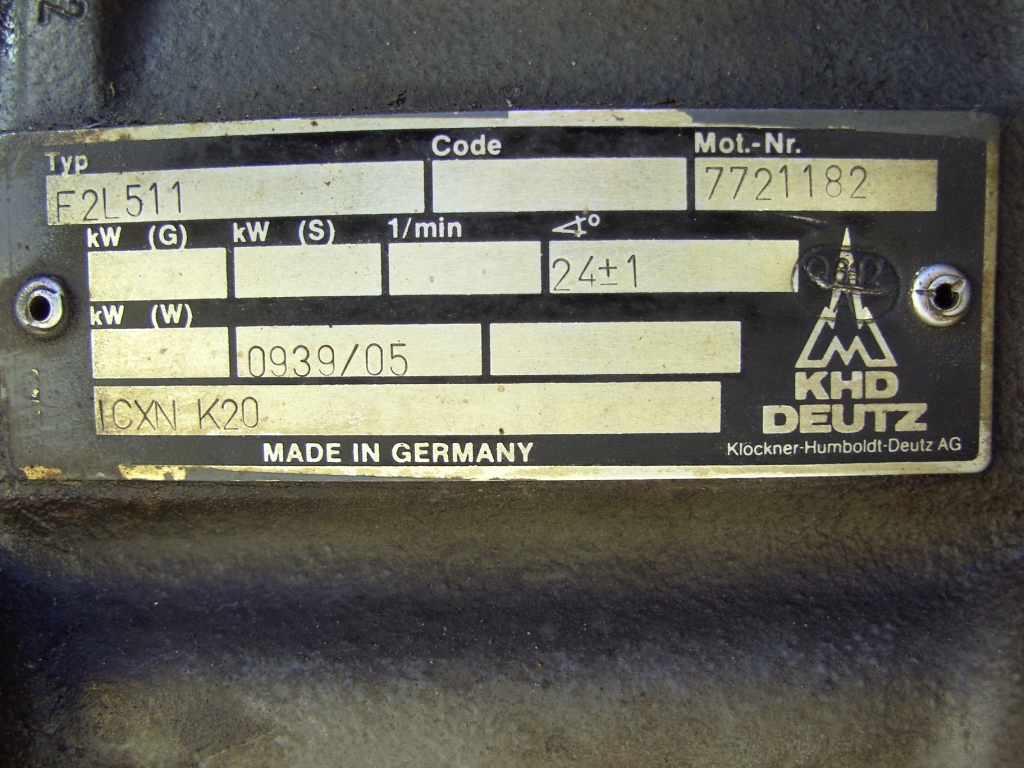 2
Typ Code Mot.-Nr.
F2L511 7721182
kW (G) kW (S) 1/min ∢°
24±1
kW (W)
0939/05
ICXN K20
KHD
DEUTZ
MADE IN GERMANY
Klöckner-Humboldt-Deutz AG